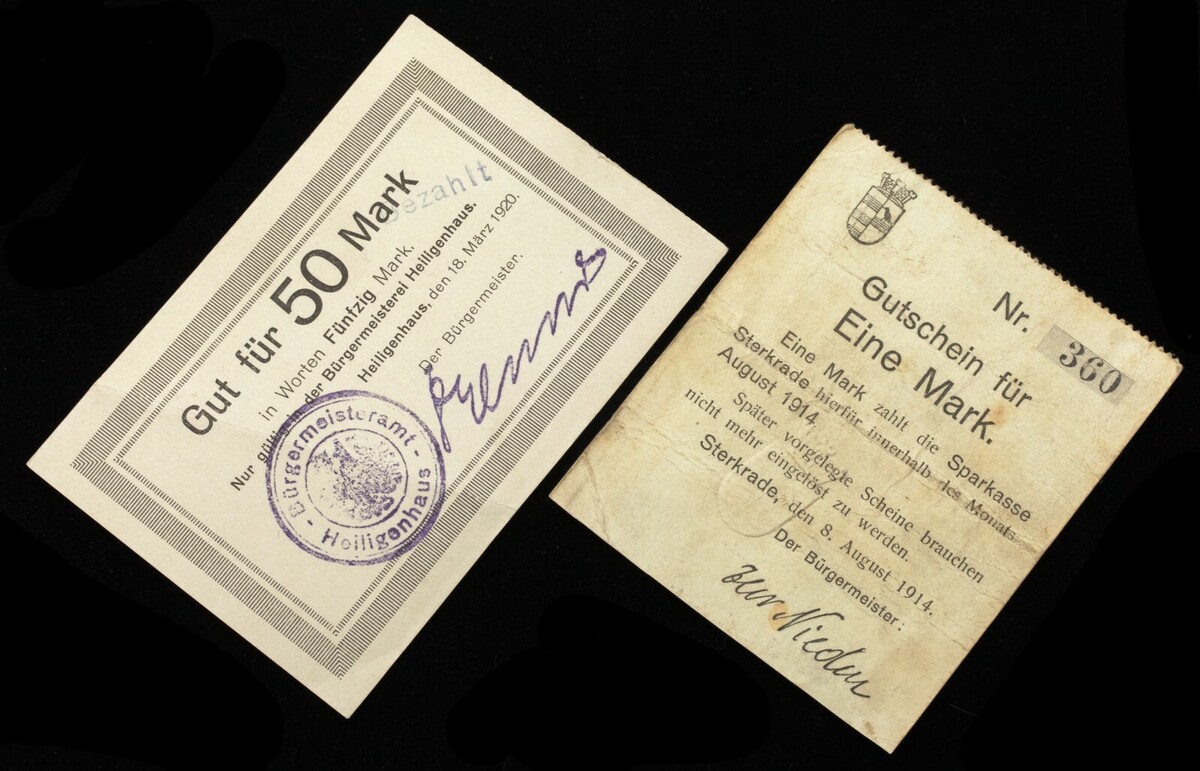 Gut für 50 Mark
bezahlt
in Worten Fünfzig Mark.
Nur gültig in der Bürgermeisterei Heiligenhaus.
Heiligenhaus, den 18. März 1920.
Der Bürgermeister.
- Bürgermeisteramt -
Heiligenhaus
Nr. 360
Gutschein für
Eine Mark.
Eine Mark zahlt die Sparkasse
Sterkrade hierfür innerhalb des Monats
August 1914.
Später vorgelegte Scheine brauchen
nicht mehr eingelöst zu werden.
Sterkrade, den 8. August 1914.
Der Bürgermeister:
zur Nieden